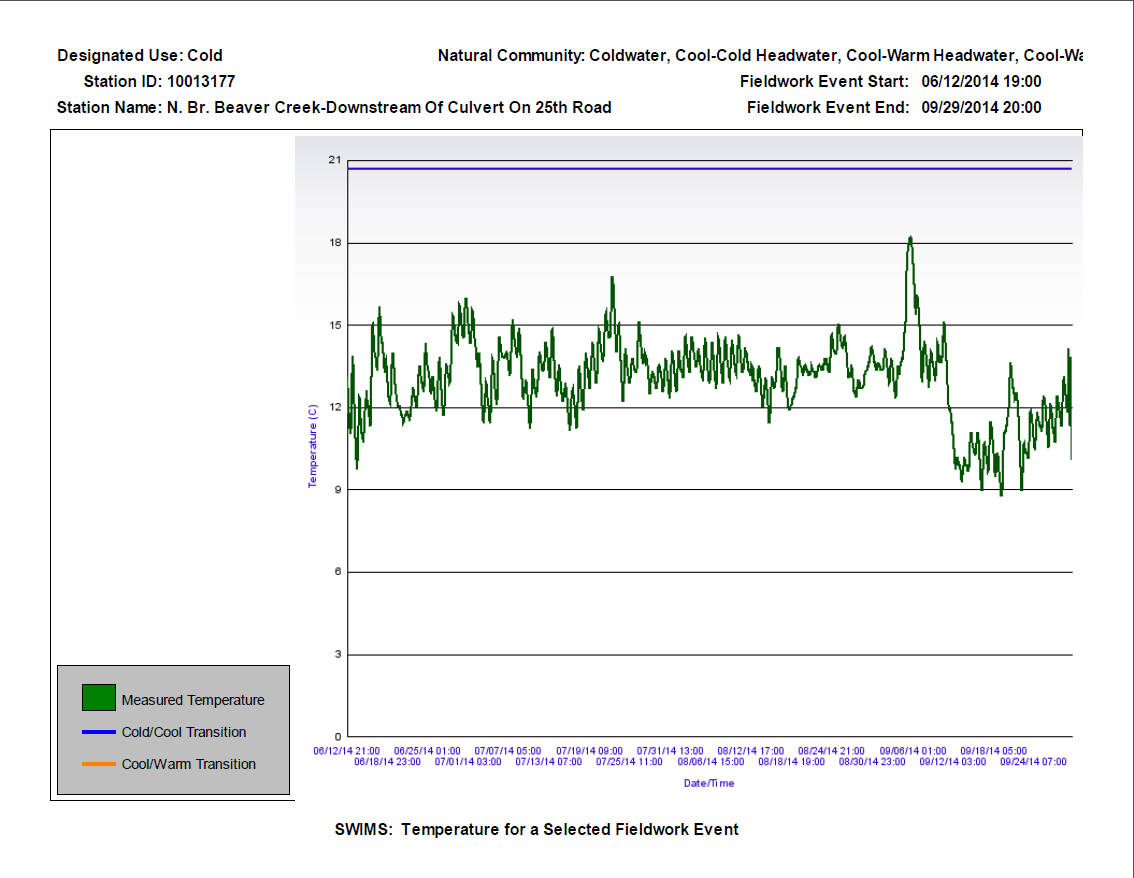 Designated Use: Cold
Natural Community: Coldwater, Cool-Cold Headwater, Cool-Warm Headwater, Cool-Wa
Station ID: 10013177
Fieldwork Event Start: 06/12/2014 19:00
Station Name: N. Br. Beaver Creek-Downstream Of Culvert On 25th Road
Fieldwork Event End: 09/29/2014 20:00
21
18
15
12
9
6
3
0
Temperature (C)
06/12/14 21:00 06/25/14 01:00 07/07/14 05:00 07/19/14 09:00 07/31/14 13:00 08/12/14 17:00 08/24/14 21:00 09/06/14 01:00 09/18/14 05:00
06/18/14 23:00 07/01/14 03:00 07/13/14 07:00 07/25/14 11:00 08/06/14 15:00 08/18/14 19:00 08/30/14 23:00 09/12/14 03:00 09/24/14 07:00
Date/Time
Measured Temperature
Cold/Cool Transition
Cool/Warm Transition
SWIMS: Temperature for a Selected Fieldwork Event